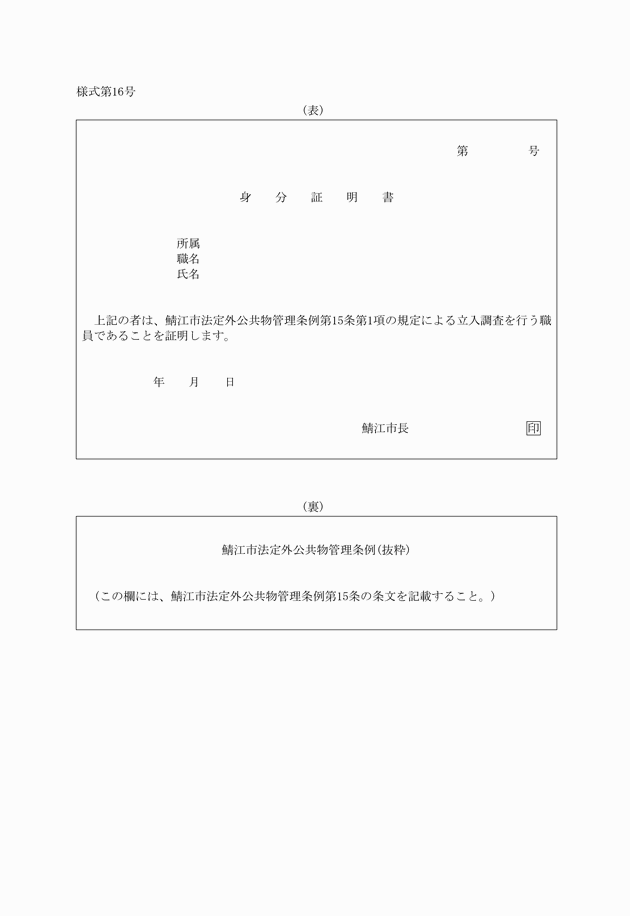 様式第16号
（表）
第　　　　　号
身　分　証　明　書
所属
職名
氏名
上記の者は、鯖江市法定外公共物管理条例第15条第1項の規定による立入調査を行う職
員であることを証明します。
年　　月　　日
鯖江市長　　　　　　　　　　印
（裏）
鯖江市法定外公共物管理条例(抜粋)
（この欄には、鯖江市法定外公共物管理条例第15条の条文を記載すること。）